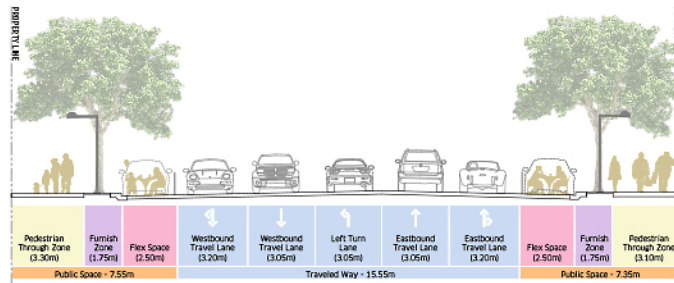 PROPERTY LINE
Pedestrian
Through Zone
(3.30m)
Furnish
Zone
(1.75m)
Flex Space
(2.50m)
Westbound
Travel Lane
(3.20m)
Westbound
Travel Lane
(3.05m)
Left Turn
Lane
(3.05m)
Eastbound
Travel Lane
(3.05m)
Eastbound
Travel Lane
(3.20m)
Flex Space
(2.50m)
Furnish
Zone
(1.75m)
Pedestrian
Through Zone
(3.10m)
Public Space - 7.55m
Traveled Way - 15.55m
Public Space - 7.35m